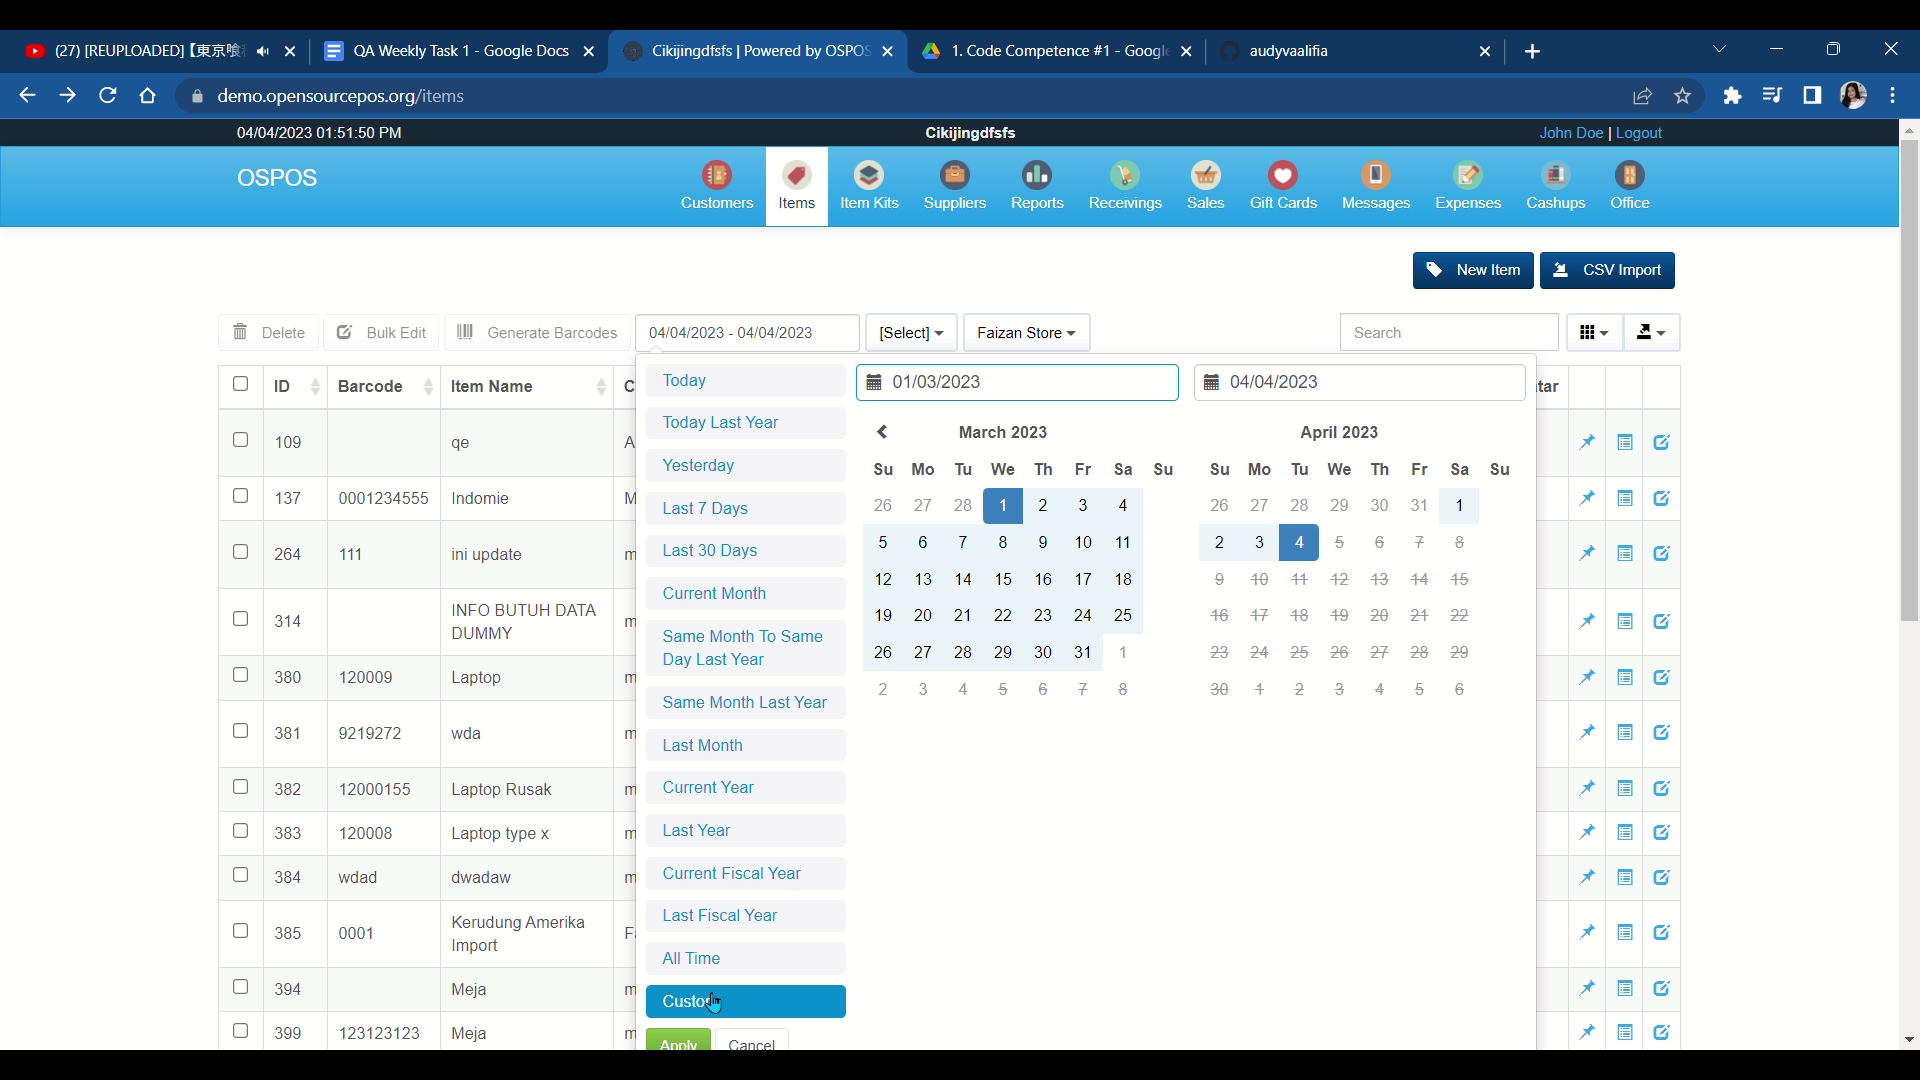 (27) [REUPLOADED]【東京喰 QA Weekly Task 1 - Google Docs Cikijingdfsfs | Powered by OSPOS 1. Code Competence #1 - Google audyvaalifia
demo.opensourcepos.org/items
04/04/2023 01:51:50 PM Cikijingdfsfs John Doe | Logout
OSPOS Customers Items Item Kits Suppliers Reports Receivings Sales Gift Cards Messages Expenses Cashups Office
New Item CSV Import
Delete Bulk Edit Generate Barcodes 04/04/2023 - 04/04/2023 [Select] Faizan Store Search
ID Barcode Item Name C tar
109 qe A
137 0001234555 Indomie M
264 111 ini update m
314 INFO BUTUH DATA
DUMMY m
380 120009 Laptop m
381 9219272 wda m
382 12000155 Laptop Rusak m
383 120008 Laptop type x m
384 wdad dwadaw m
385 0001 Kerudung Amerika
Import Fa
394 Meja m
399 123123123 Meja m
Today
Today Last Year
Yesterday
Last 7 Days
Last 30 Days
Current Month
Same Month To Same
Day Last Year
Same Month Last Year
Last Month
Current Year
Last Year
Current Fiscal Year
Last Fiscal Year
All Time
Custo
Apply Cancel
01/03/2023
March 2023
Su Mo Tu We Th Fr Sa Su
26 27 28 1 2 3 4
5 6 7 8 9 10 11
12 13 14 15 16 17 18
19 20 21 22 23 24 25
26 27 28 29 30 31 1
2 3 4 5 6 7 8
04/04/2023
April 2023
Su Mo Tu We Th Fr Sa Su
26 27 28 29 30 31 1
2 3 4 5 6 7 8
9 10 11 12 13 14 15
16 17 18 19 20 21 22
23 24 25 26 27 28 29
30 1 2 3 4 5 6